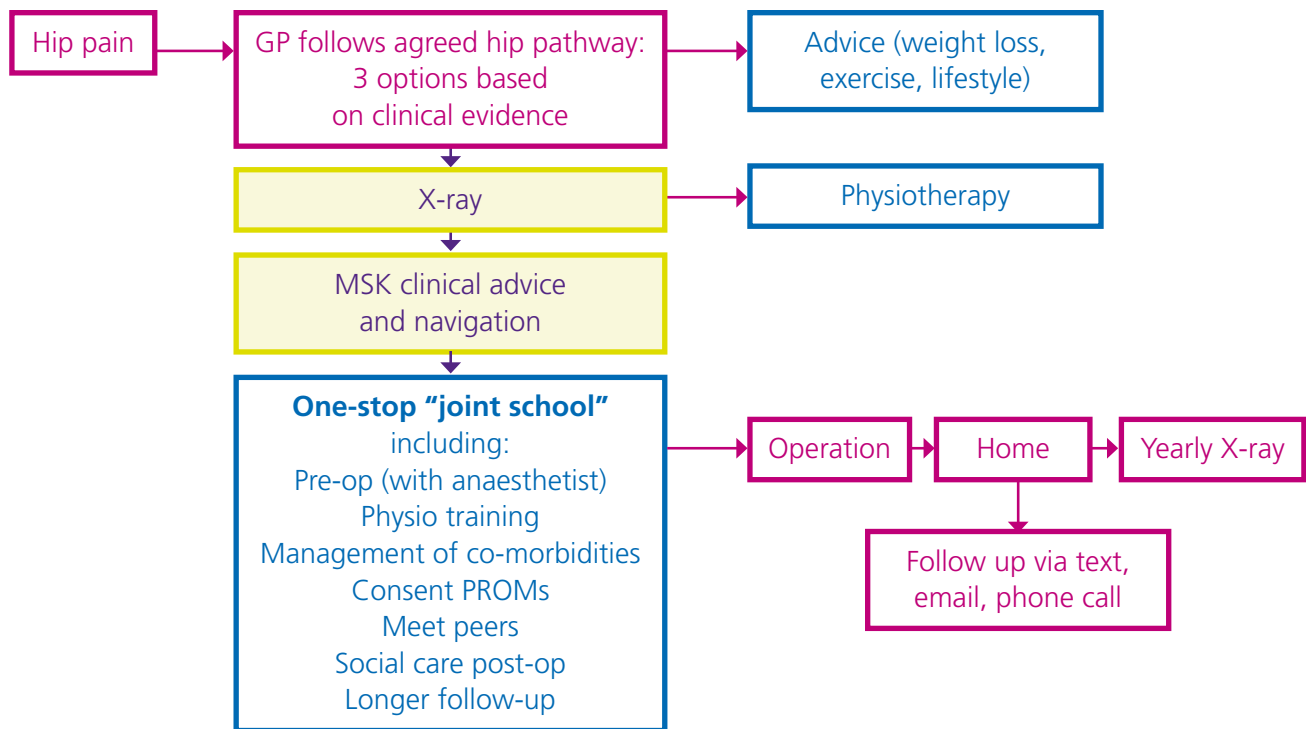 Hip pain
GP follows agreed hip pathway:
3 options based
on clinical evidence
Advice (weight loss,
exercise, lifestyle)
X-ray
Physiotherapy
MSK clinical advice
and navigation
One-stop “joint school”
including:
Pre-op (with anaesthetist)
Physio training
Management of co-morbidities
Consent PROMs
Meet peers
Social care post-op
Longer follow-up
Operation
Home
Yearly X-ray
Follow up via text,
email, phone call